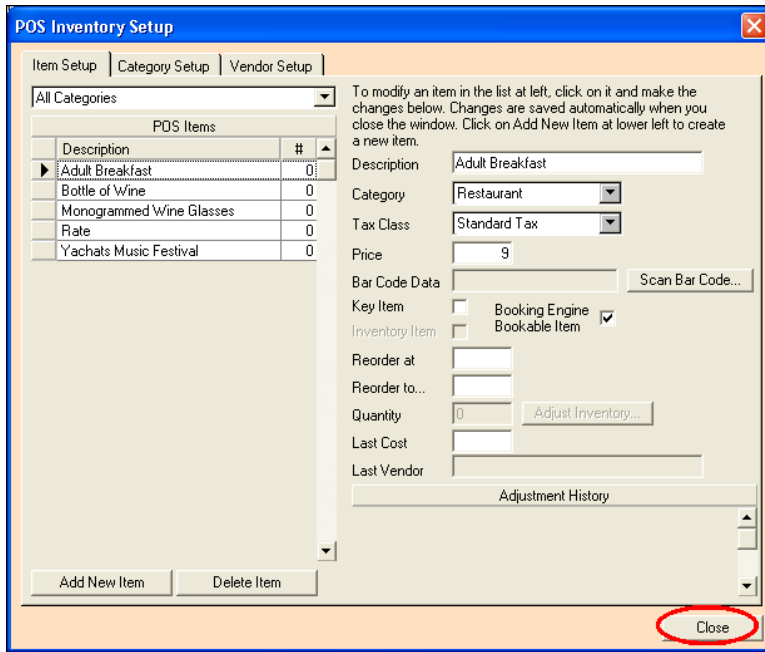 POS Inventory Setup
Item Setup
Category Setup
Vendor Setup
All Categories
POS Items
Description #
Adult Breakfast 0
Bottle of Wine 0
Monogrammed Wine Glasses 0
Rate 0
Yachats Music Festival 0
Add New Item
Delete Item
To modify an item in the list at left, click on it and make the
changes below. Changes are saved automatically when you
close the window. Click on Add New Item at lower left to create
a new item.
Description Adult Breakfast
Category Restaurant
Tax Class Standard Tax
Price 9
Bar Code Data Scan Bar Code...
Key Item
Booking Engine
Bookable Item
Inventory Item
Reorder at
Reorder to...
Quantity 0 Adjust Inventory...
Last Cost
Last Vendor
Adjustment History
Close